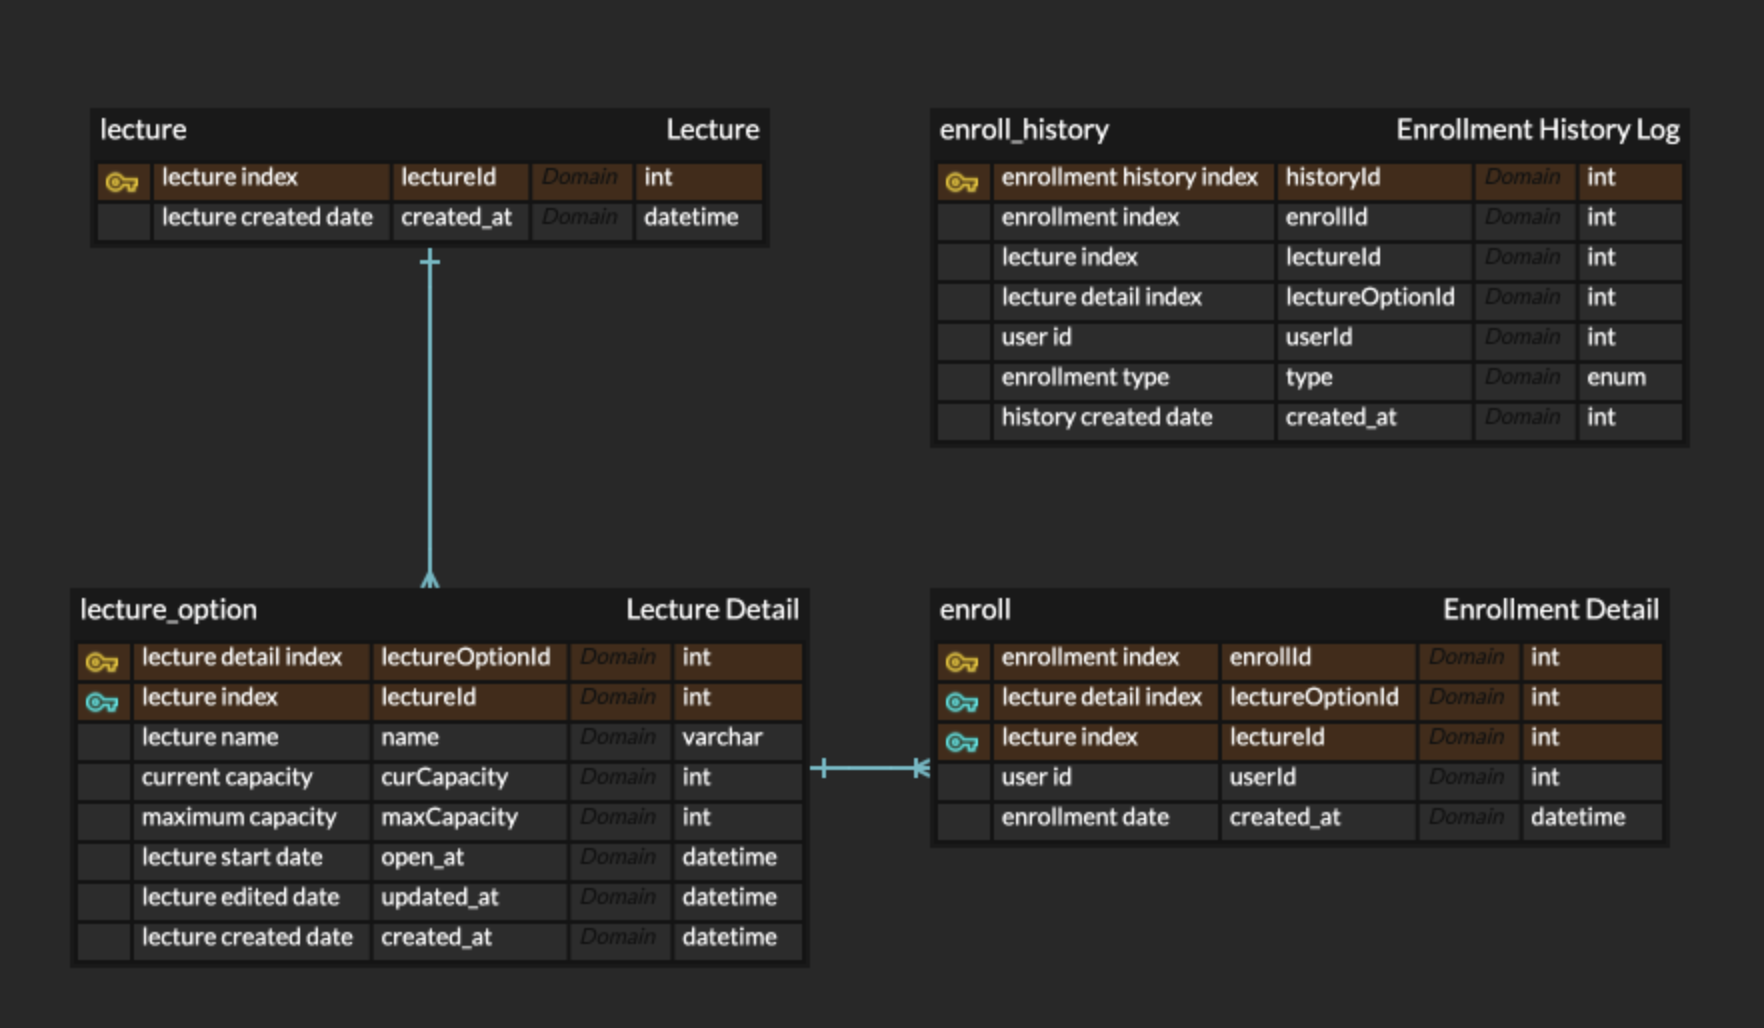 lecture Lecture
lecture index lectureId Domain int
lecture created date created_at Domain datetime
enroll_history Enrollment History Log
enrollment history index historyId Domain int
enrollment index enrollId Domain int
lecture index lectureId Domain int
lecture detail index lectureOptionId Domain int
user id userId Domain int
enrollment type type Domain enum
history created date created_at Domain int
lecture_option Lecture Detail
lecture detail index lectureOptionId Domain int
lecture index lectureId Domain int
lecture name name Domain varchar
current capacity curCapacity Domain int
maximum capacity maxCapacity Domain int
lecture start date open_at Domain datetime
lecture edited date updated_at Domain datetime
lecture created date created_at Domain datetime
enroll Enrollment Detail
enrollment index enrollId Domain int
lecture detail index lectureOptionId Domain int
lecture index lectureId Domain int
user id userId Domain int
enrollment date created_at Domain datetime